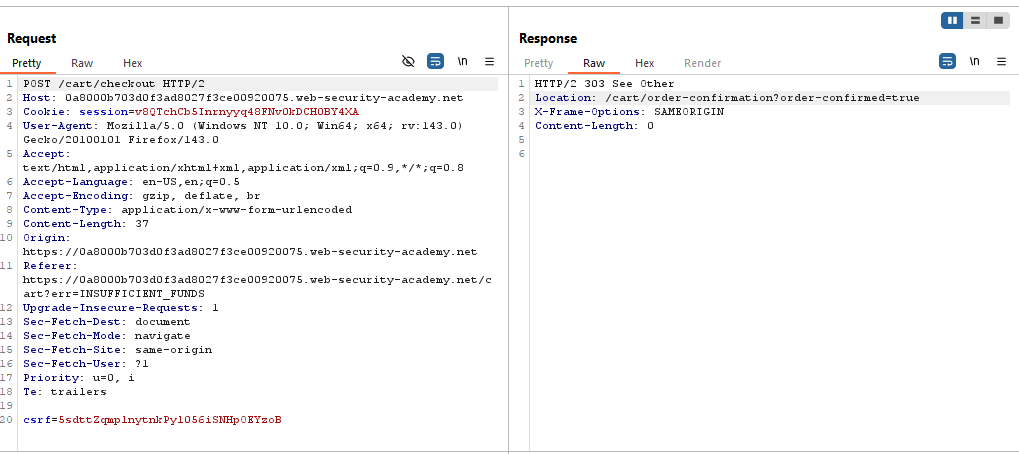 Request
Pretty Raw Hex \n
1 POST /cart/checkout HTTP/2
2 Host: 0a8000b703d0f3ad8027f3ce00920075.web-security-academy.net
3 Cookie: session=v8QTchCb5Inrnyyq48FNv0kDCH0BY4XA
4 User-Agent: Mozilla/5.0 (Windows NT 10.0; Win64; x64; rv:143.0)
Gecko/20100101 Firefox/143.0
5 Accept:
text/html,application/xhtml+xml,application/xml;q=0.9,*/*;q=0.8
6 Accept-Language: en-US,en;q=0.5
7 Accept-Encoding: gzip, deflate, br
8 Content-Type: application/x-www-form-urlencoded
9 Content-Length: 37
10 Origin:
https://0a8000b703d0f3ad8027f3ce00920075.web-security-academy.net
11 Referer:
https://0a8000b703d0f3ad8027f3ce00920075.web-security-academy.net/c
art?err=INSUFFICIENT_FUNDS
12 Upgrade-Insecure-Requests: 1
13 Sec-Fetch-Dest: document
14 Sec-Fetch-Mode: navigate
15 Sec-Fetch-Site: same-origin
16 Sec-Fetch-User: ?1
17 Priority: u=0, i
18 Te: trailers
19
20 csrf=5sdttZqmplnytnkPyl056iSNHp0EYzoB
Response
Pretty Raw Hex Render \n
1 HTTP/2 303 See Other
2 Location: /cart/order-confirmation?order-confirmed=true
3 X-Frame-Options: SAMEORIGIN
4 Content-Length: 0
5
6